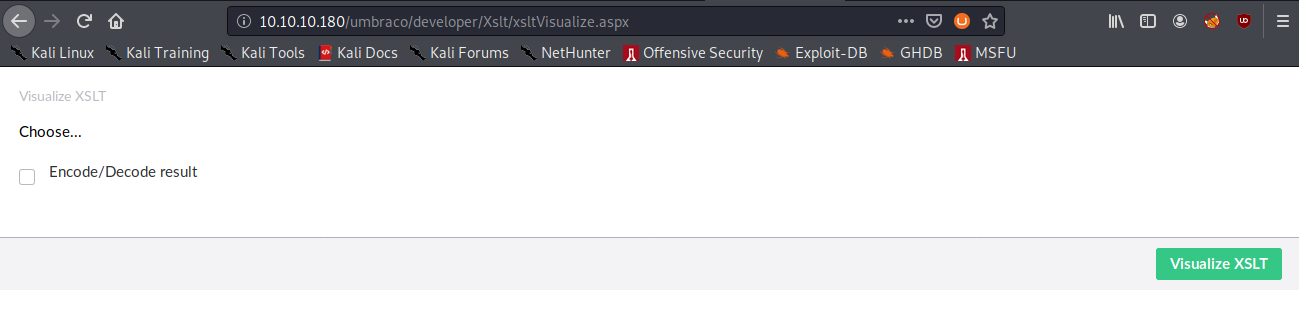 10.10.10.180/umbraco/developer/Xslt/xsltVisualize.aspx
Kali Linux Kali Training Kali Tools Kali Docs Kali Forums NetHunter Offensive Security Exploit-DB GHDB MSFU
Visualize XSLT
Choose...
Encode/Decode result
Visualize XSLT